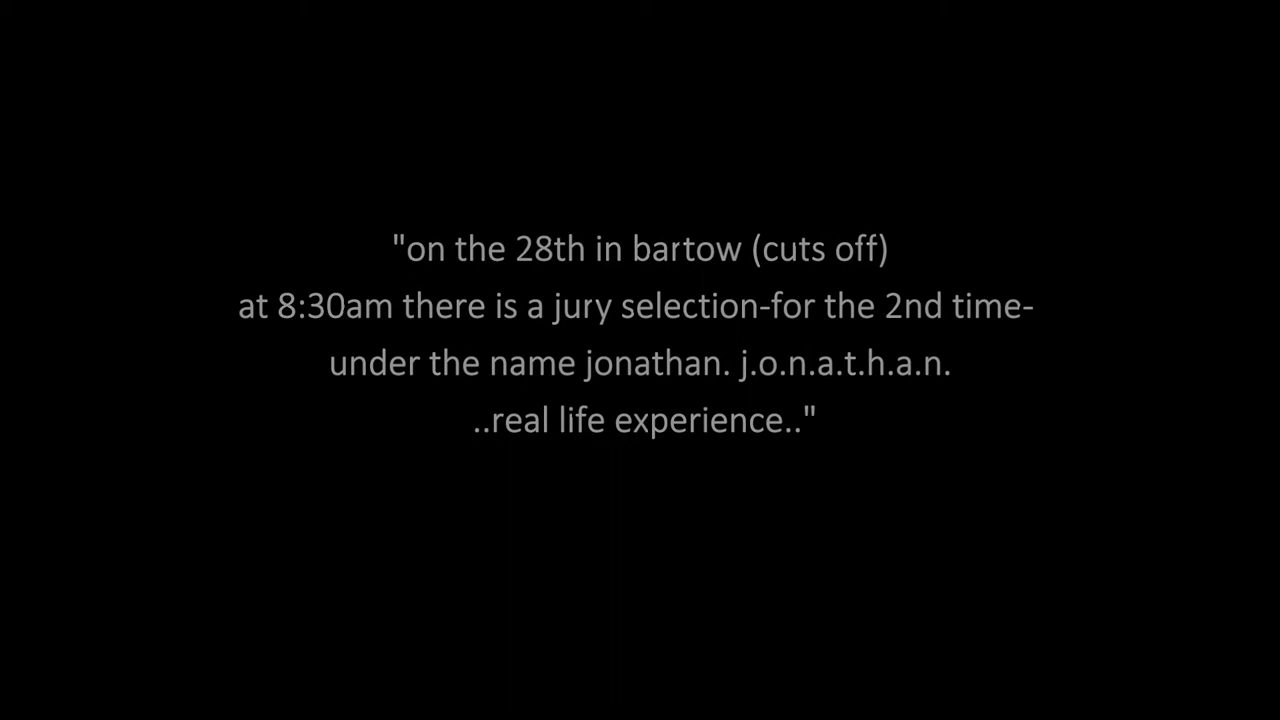 "on the 28th in bartow (cuts off)
at 8:30am there is a jury selection-for the 2nd time-
under the name jonathan. j.o.n.a.t.h.a.n.
..real life experience.."